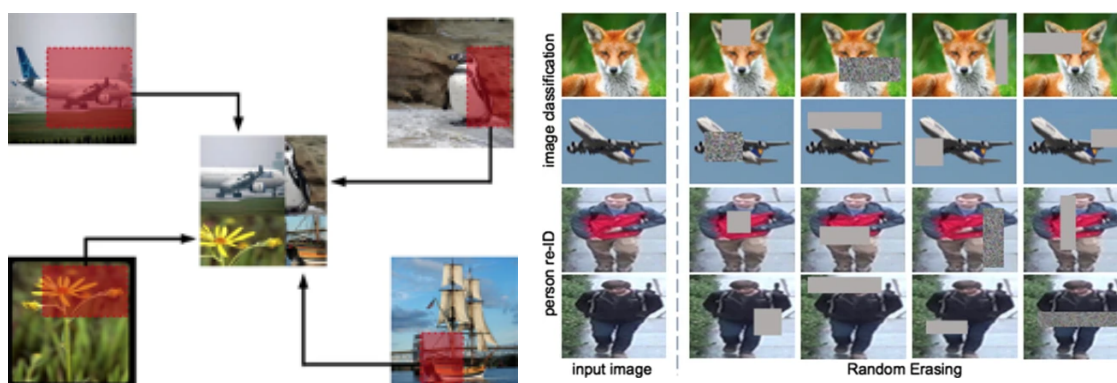 image classification
person re-ID
input image
Random Erasing